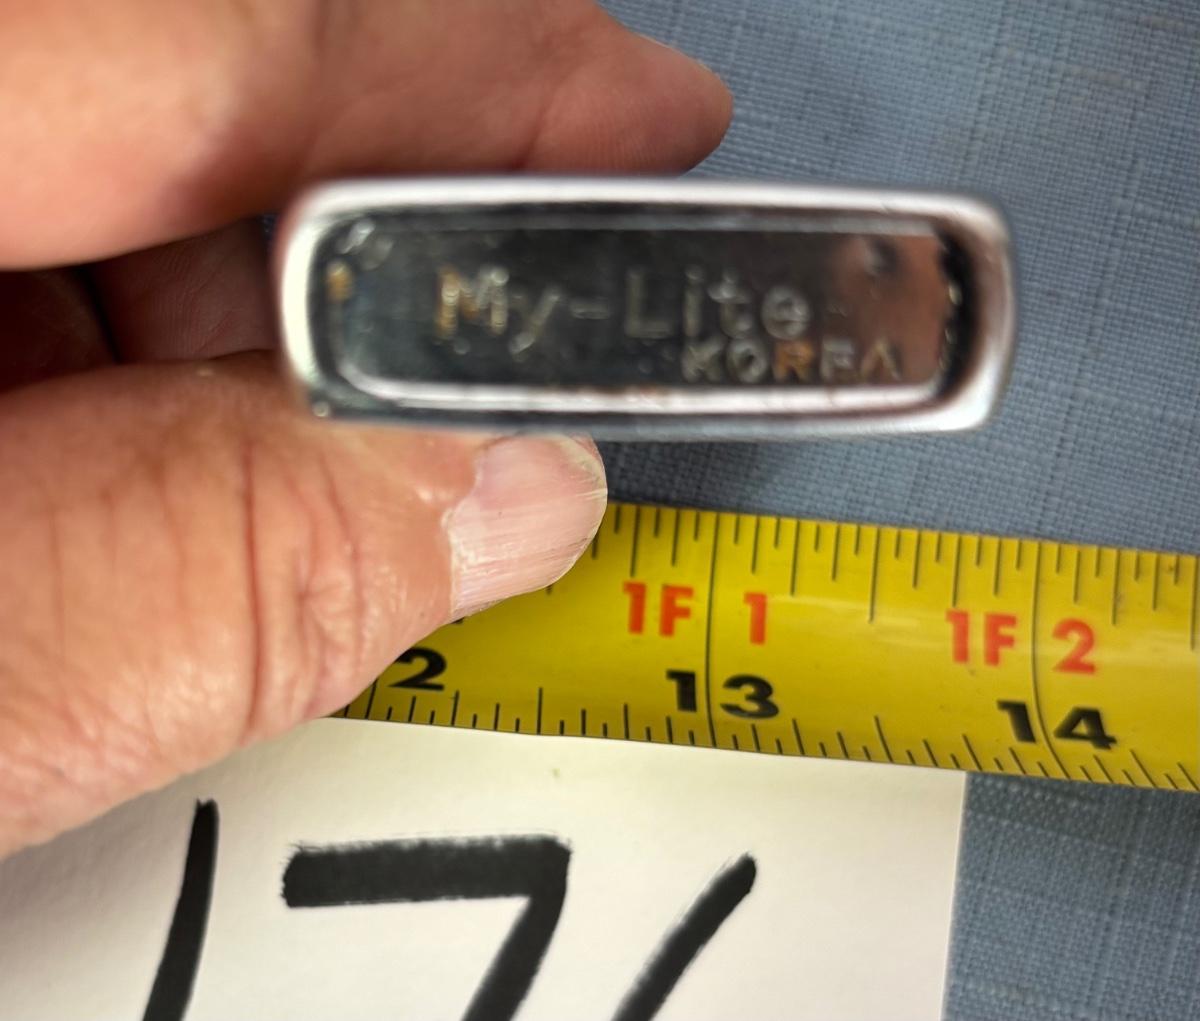 My-Lite
KOREA
1F 1 1F 2
2 13 14